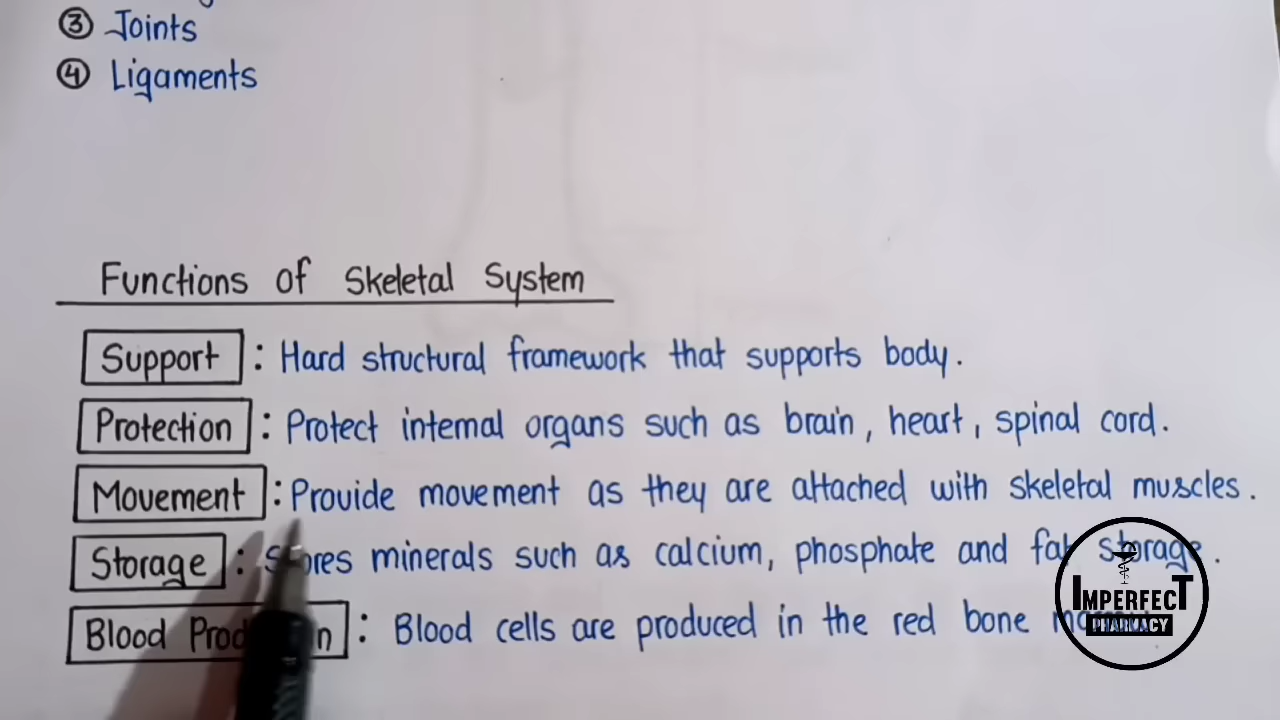 ③ Joints
④ Ligaments
Functions of Skeletal System
Support : Hard structural framework that supports body.
Protection : Protect internal organs such as brain, heart, spinal cord.
Movement : Provide movement as they are attached with skeletal muscles.
Storage : Stores minerals such as calcium, phosphate and fat storage.
Blood : Blood cells are produced in the red bone
IMPERFECT
PHARMACY